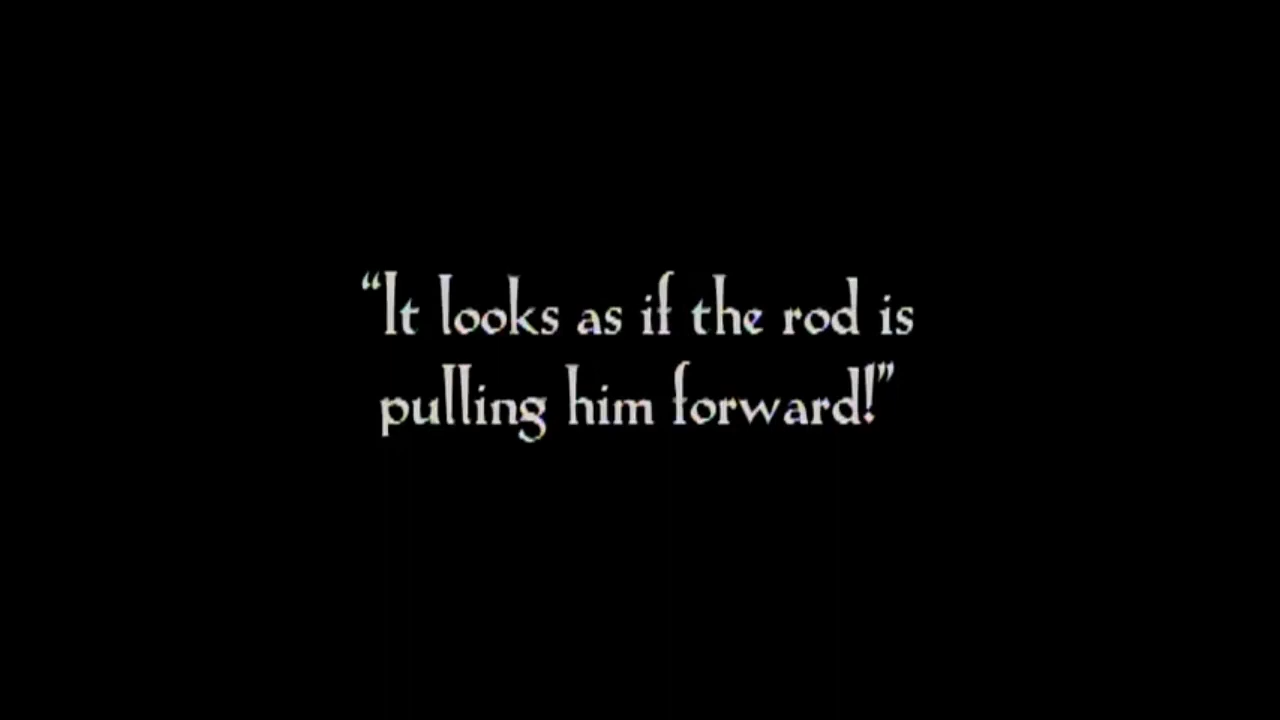 “It looks as if the rod is
pulling him forward!”